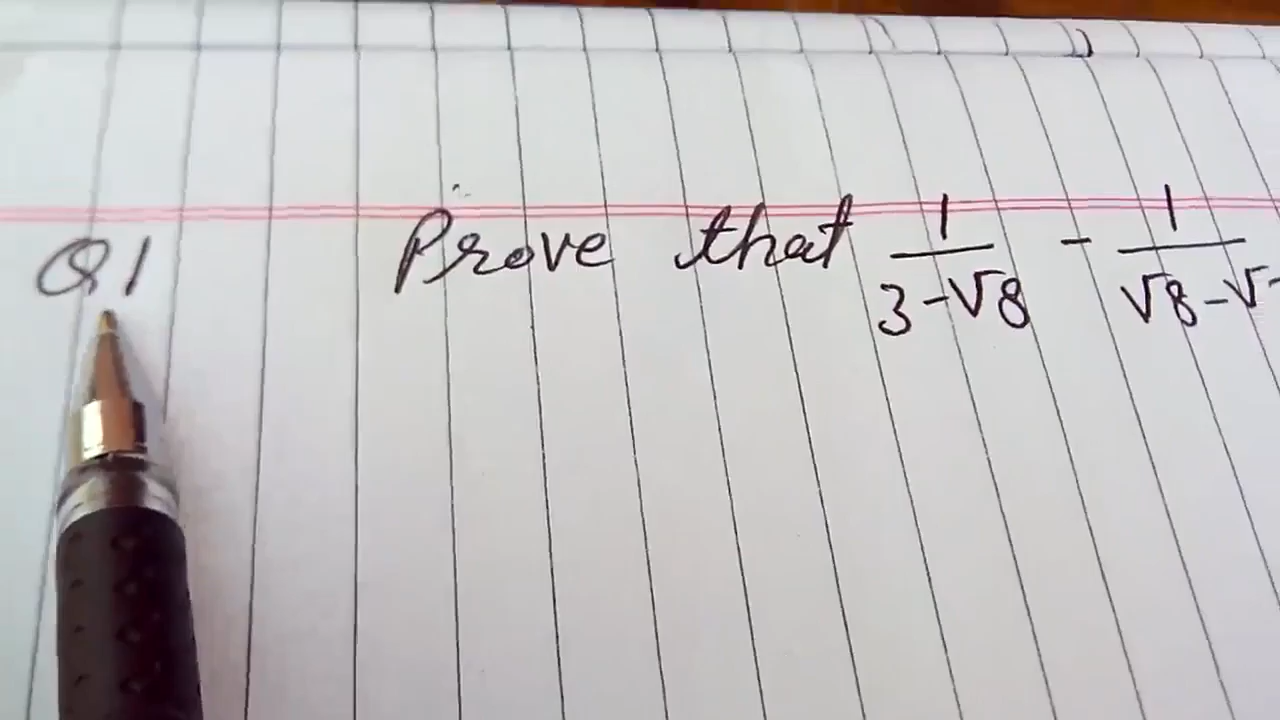 Q1 Prove that 1/(3-√8) - 1/(√8-√